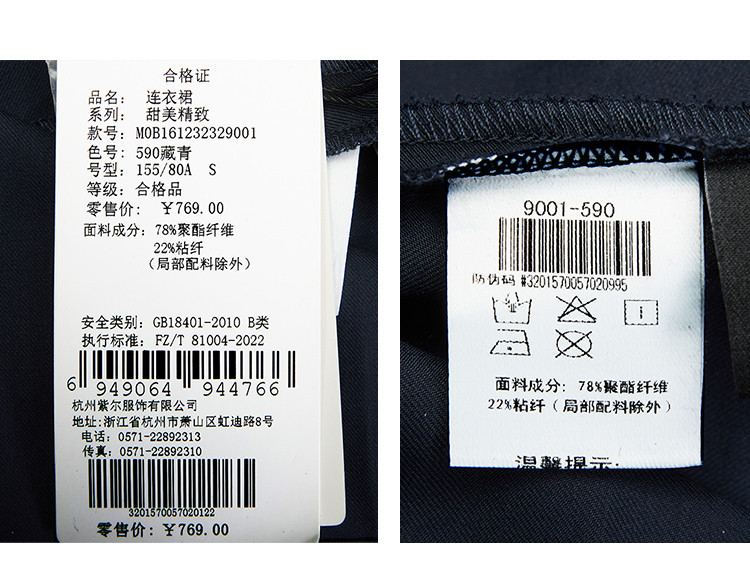 合格证
品名: 连衣裙
系列: 甜美精致
款号: M0B161232329001
色号: 590藏青
号型: 155/80A S
等级: 合格品
零售价: ￥769.00
面料成分: 78%聚酯纤维
22%粘纤
(局部配料除外)
安全类别: GB18401-2010 B类
执行标准: FZ/T 81004-2022
6 949064 944766
杭州紫尔服饰有限公司
地址:浙江省杭州市萧山区虹迪路8号
电话: 0571-22892313
传真: 0571-22892310
3201570057020122
零售价: ￥769.00
9001-590
防伪码 #3201570057020995
面料成分: 78%聚酯纤维
22%粘纤(局部配料除外)
温馨提示: